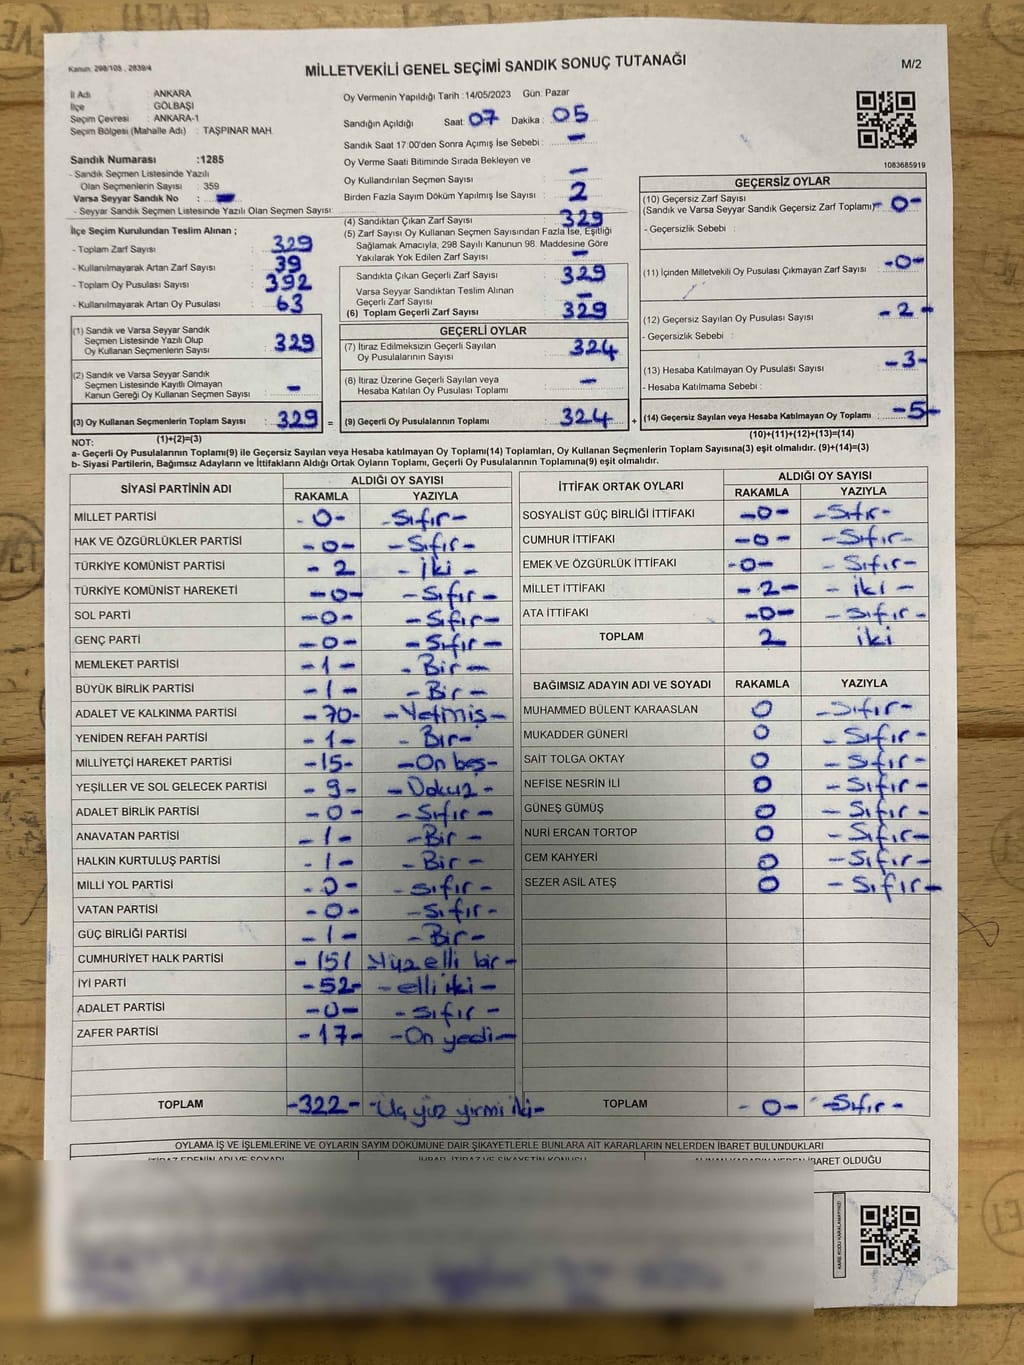 Kanun. 298/105 , 2839/4
MİLLETVEKİLİ GENEL SEÇİMİ SANDIK SONUÇ TUTANAĞI
M/2
İl Adı : ANKARA
İlçe : GÖLBAŞI
Seçim Çevresi : ANKARA-1
Seçim Bölgesi (Mahalle Adı) : TAŞPINAR MAH.
Sandık Numarası :1285
- Sandık Seçmen Listesinde Yazılı
Olan Seçmenlerin Sayısı : 359
Varsa Seyyar Sandık No :
- Seyyar Sandık Seçmen Listesinde Yazılı Olan Seçmen Sayısı:
İlçe Seçim Kurulundan Teslim Alınan ;
- Toplam Zarf Sayısı : 329
- Kullanılmayarak Artan Zarf Sayısı : 39
- Toplam Oy Pusulası Sayısı : 392
- Kullanılmayarak Artan Oy Pusulası : 63
(1) Sandık ve Varsa Seyyar Sandık
Seçmen Listesinde Yazılı Olup
Oy Kullanan Seçmenlerin Sayısı : 329
(2) Sandık ve Varsa Seyyar Sandık
Seçmen Listesinde Kayıtlı Olmayan
Kanun Gereği Oy Kullanan Seçmen Sayısı : -
(3) Oy Kullanan Seçmenlerin Toplam Sayısı : 329 =
(1)+(2)=(3)
Oy Vermenin Yapıldığı Tarih :14/05/2023 Gün: Pazar
Sandığın Açıldığı Saat: 07 Dakika : 05
Sandık Saat 17:00'den Sonra Açımış İse Sebebi : -
Oy Verme Saati Bitiminde Sırada Bekleyen ve
Oy Kullandırılan Seçmen Sayısı : -
Birden Fazla Sayım Döküm Yapılmış İse Sayısı : 2
(4) Sandıktan Çıkan Zarf Sayısı : 329
(5) Zarf Sayısı Oy Kullanan Seçmen Sayısından Fazla İse, Eşitliği
Sağlamak Amacıyla, 298 Sayılı Kanunun 98. Maddesine Göre
Yakılarak Yok Edilen Zarf Sayısı : -
Sandıkta Çıkan Geçerli Zarf Sayısı : 329
Varsa Seyyar Sandıktan Teslim Alınan
Geçerli Zarf Sayısı : -
(6) Toplam Geçerli Zarf Sayısı : 329
GEÇERLİ OYLAR
(7) İtiraz Edilmeksizin Geçerli Sayılan
Oy Pusulalarının Sayısı : 324
(8) İtiraz Üzerine Geçerli Sayılan veya
Hesaba Katılan Oy Pusulası Toplamı : -
(9) Geçerli Oy Pusulalarının Toplamı : 324 +
1083685919
GEÇERSİZ OYLAR
(10) Geçersiz Zarf Sayısı
(Sandık ve Varsa Seyyar Sandık Geçersiz Zarf Toplamı) -0-
- Geçersizlik Sebebi :
(11) İçinden Milletvekili Oy Pusulası Çıkmayan Zarf Sayısı : -0-
(12) Geçersiz Sayılan Oy Pusulası Sayısı : -2-
- Geçersizlik Sebebi :
(13) Hesaba Katılmayan Oy Pusulası Sayısı : -3-
- Hesaba Katılmama Sebebi :
(14) Geçersiz Sayılan veya Hesaba Katılmayan Oy Toplamı : -5-
(10)+(11)+(12)+(13)=(14)
NOT:
a- Geçerli Oy Pusulalarının Toplamı(9) ile Geçersiz Sayılan veya Hesaba katılmayan Oy Toplamı(14) Toplamları, Oy Kullanan Seçmenlerin Toplam Sayısına(3) eşit olmalıdır. (9)+(14)=(3)
b- Siyasi Partilerin, Bağımsız Adayların ve İttifakların Aldığı Ortak Oyların Toplamı, Geçerli Oy Pusulalarının Toplamına(9) eşit olmalıdır.
SİYASİ PARTİNİN ADI ALDIĞI OY SAYISI
RAKAMLA YAZIYLA
MİLLET PARTİSİ -0- -Sıfır-
HAK VE ÖZGÜRLÜKLER PARTİSİ -0- -Sıfır-
TÜRKİYE KOMÜNİST PARTİSİ - 2 - İki -
TÜRKİYE KOMÜNİST HAREKETİ -0- -Sıfır-
SOL PARTİ -0- -Sıfır-
GENÇ PARTİ -0- -Sıfır-
MEMLEKET PARTİSİ -1- -Bir-
BÜYÜK BİRLİK PARTİSİ -1- -Bir-
ADALET VE KALKINMA PARTİSİ -70- -Yetmiş-
YENİDEN REFAH PARTİSİ -1- -Bir-
MİLLİYETÇİ HAREKET PARTİSİ -15- -On beş-
YEŞİLLER VE SOL GELECEK PARTİSİ -9- -Dokuz-
ADALET BİRLİK PARTİSİ -0- -Sıfır-
ANAVATAN PARTİSİ -1- -Bir-
HALKIN KURTULUŞ PARTİSİ -1- -Bir-
MİLLİ YOL PARTİSİ -0- -sıfır-
VATAN PARTİSİ -0- -Sıfır-
GÜÇ BİRLİĞİ PARTİSİ -1- -Bir-
CUMHURİYET HALK PARTİSİ -151 Yüz elli bir-
İYİ PARTİ -52- -elli iki-
ADALET PARTİSİ -0- -sıfır-
ZAFER PARTİSİ -17- -On yedi-
TOPLAM -322- -Üç yüz yirmi iki-
İTTİFAK ORTAK OYLARI ALDIĞI OY SAYISI
RAKAMLA YAZIYLA
SOSYALİST GÜÇ BİRLİĞİ İTTİFAKI -0- -Sıfır-
CUMHUR İTTİFAKI -0- -Sıfır-
EMEK VE ÖZGÜRLÜK İTTİFAKI -0- -Sıfır-
MİLLET İTTİFAKI -2- -iki-
ATA İTTİFAKI -0- -Sıfır-
TOPLAM 2 iki
BAĞIMSIZ ADAYIN ADI VE SOYADI RAKAMLA YAZIYLA
MUHAMMED BÜLENT KARAASLAN 0 -Sıfır-
MUKADDER GÜNERİ 0 -Sıfır-
SAİT TOLGA OKTAY 0 -Sıfır-
NEFİSE NESRİN İLİ 0 -Sıfır-
GÜNEŞ GÜMÜŞ 0 -Sıfır-
NURİ ERCAN TORTOP 0 -Sıfır-
CEM KAHYERİ 0 -Sıfır-
SEZER ASİL ATEŞ 0 -Sıfır-
TOPLAM -0- -Sıfır-
OYLAMA İŞ VE İŞLEMLERİNE VE OYLARIN SAYIM DÖKÜMÜNE DAİR ŞİKAYETLERLE BUNLARA AİT KARARLARIN NELERDEN İBARET BULUNDUKLARI
İTİRAZ EDENİN ADI VE SOYADI İHBAR, İTİRAZ VE ŞİKAYETİN KONUSU ALINAN KARARIN NEDEN İBARET OLDUĞU
KARE KODU KARALAMAYINIZ!